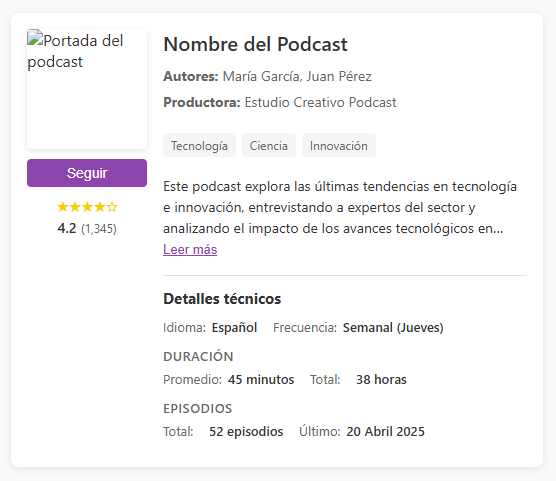 Portada del
podcast
Seguir
★★★★☆
4.2 (1,345)
Nombre del Podcast
Autores: María García, Juan Pérez
Productora: Estudio Creativo Podcast
Tecnología Ciencia Innovación
Este podcast explora las últimas tendencias en tecnología
e innovación, entrevistando a expertos del sector y
analizando el impacto de los avances tecnológicos en...
Leer más
Detalles técnicos
Idioma: Español Frecuencia: Semanal (Jueves)
DURACIÓN
Promedio: 45 minutos Total: 38 horas
EPISODIOS
Total: 52 episodios Último: 20 Abril 2025